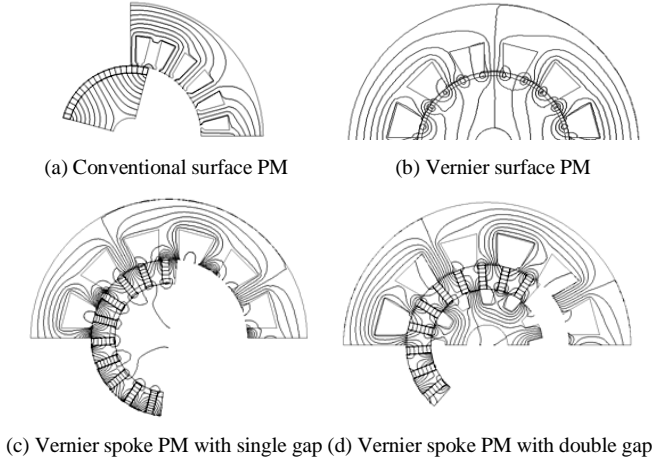 (a) Conventional surface PM
(b) Vernier surface PM
(c) Vernier spoke PM with single gap
(d) Vernier spoke PM with double gap